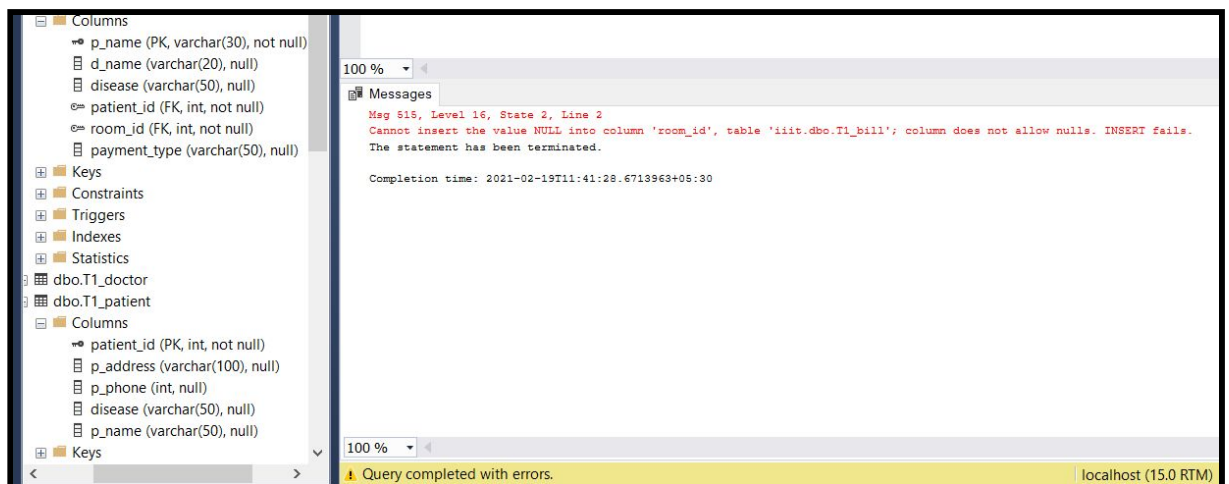 Columns
p_name (PK, varchar(30), not null)
d_name (varchar(20), null)
disease (varchar(50), null)
patient_id (FK, int, not null)
room_id (FK, int, not null)
payment_type (varchar(50), null)
Keys
Constraints
Triggers
Indexes
Statistics
dbo.T1_doctor
dbo.T1_patient
Columns
patient_id (PK, int, not null)
p_address (varchar(100), null)
p_phone (int, null)
disease (varchar(50), null)
p_name (varchar(50), null)
Keys
100 %
Messages
Msg 515, Level 16, State 2, Line 2
Cannot insert the value NULL into column 'room_id', table 'iiit.dbo.T1_bill'; column does not allow nulls. INSERT fails.
The statement has been terminated.
Completion time: 2021-02-19T11:41:28.6713963+05:30
100 %
Query completed with errors.
localhost (15.0 RTM)